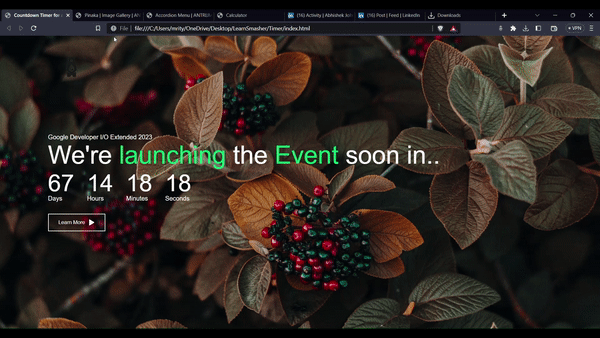 Countdown Timer for
Pinaka | Image Gallery | A
Accordion Menu | ANTRU
Calculator
(16) Activity | Abhishek
(16) Post | Feed | LinkedIn
Downloads
File
file:///C:/Users/mrity/OneDrive/Desktop/LearnSmasher/Timer/index.html
VPN
Google Developer I/O Extended 2023
We're launching the Event soon in..
67 14 18 18
Days Hours Minutes Seconds
Learn More